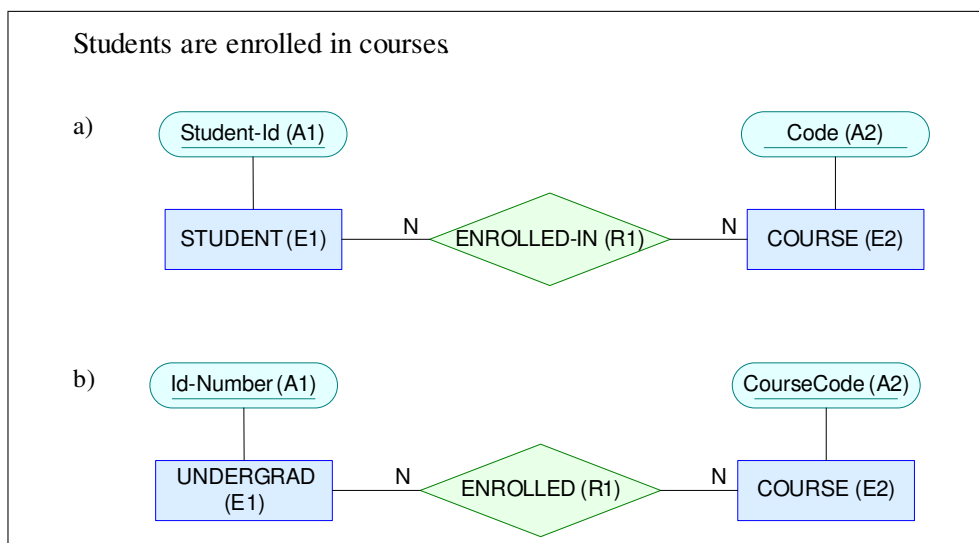 Students are enrolled in courses.
a)
Student-Id (A1)
Code (A2)
STUDENT (E1)
N
ENROLLED-IN (R1)
N
COURSE (E2)
b)
Id-Number (A1)
CourseCode (A2)
UNDERGRAD
(E1)
N
ENROLLED (R1)
N
COURSE (E2)